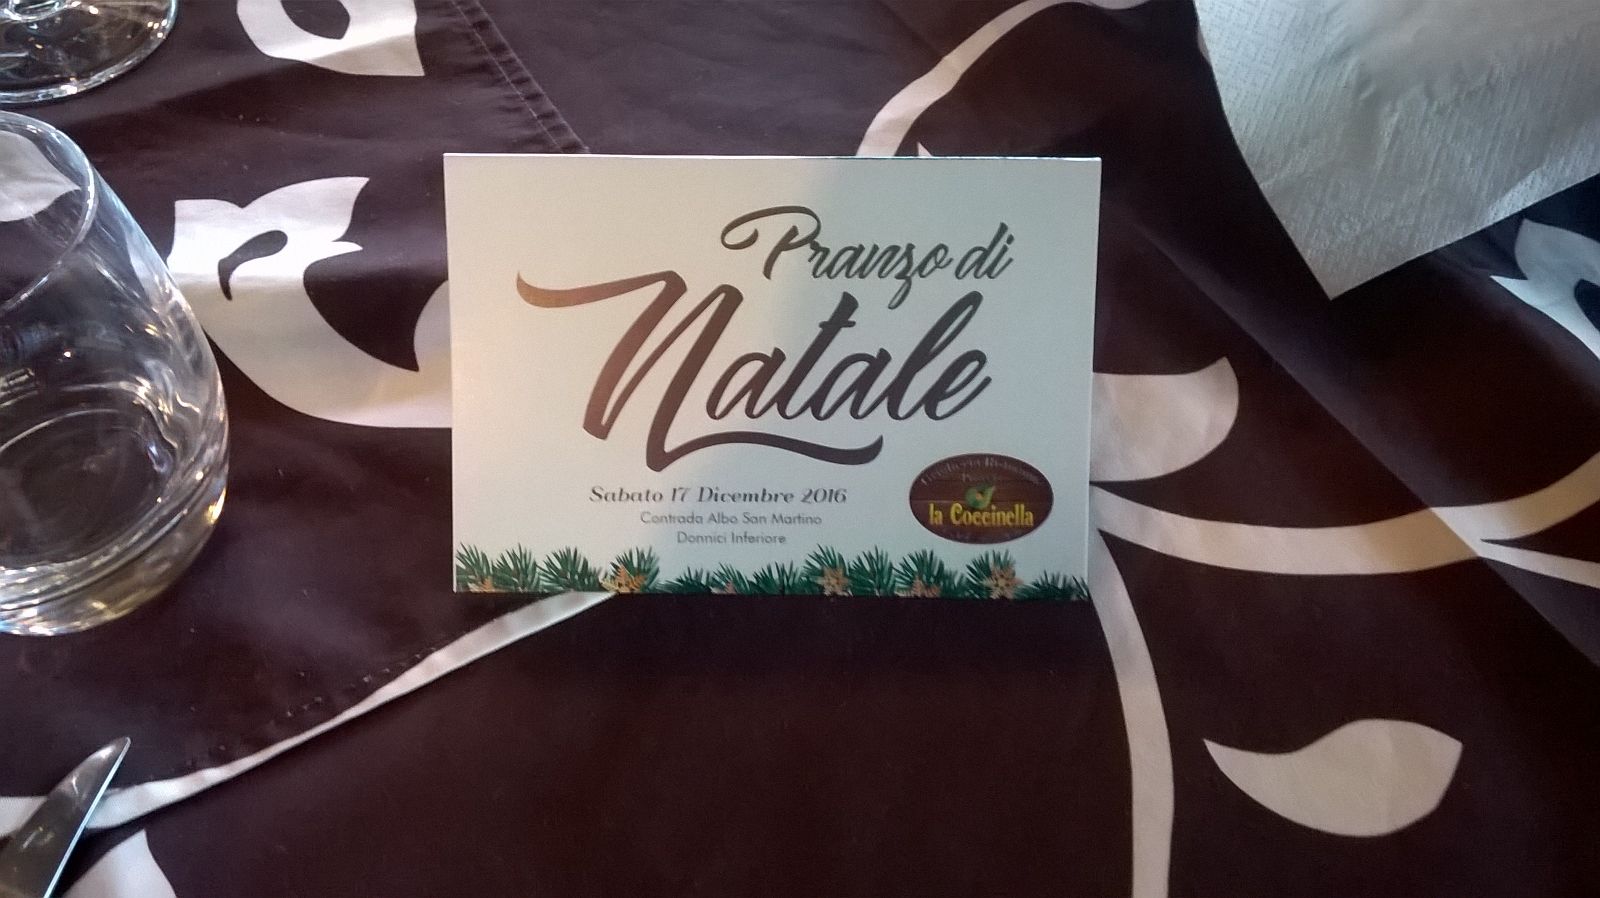 Pranzo di
Natale
Sabato 17 Dicembre 2016
Contrada Albo San Martino
Donnici Inferiore
la Coccinella